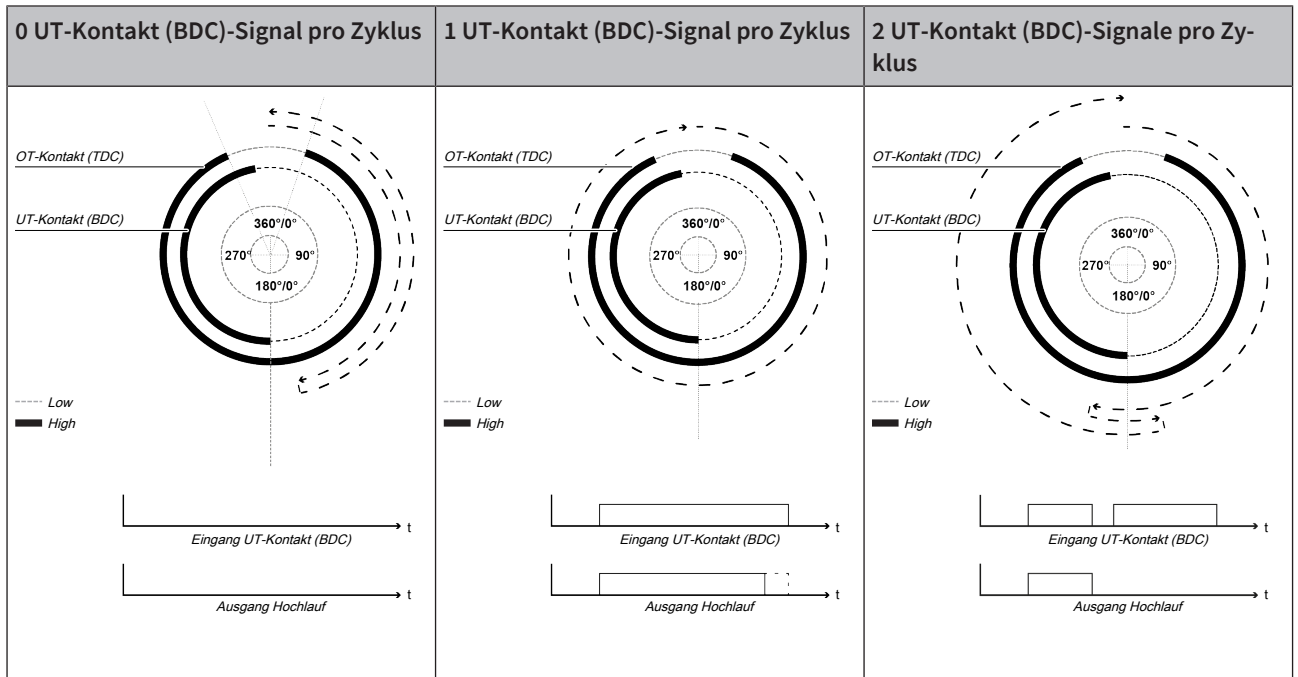 0 UT-Kontakt (BDC)-Signal pro Zyklus
1 UT-Kontakt (BDC)-Signal pro Zyklus
2 UT-Kontakt (BDC)-Signale pro Zy-
klus
OT-Kontakt (TDC)
UT-Kontakt (BDC)
360°/0°
270°
90°
180°/0°
Low
High
t
Eingang UT-Kontakt (BDC)
t
Ausgang Hochlauf
OT-Kontakt (TDC)
UT-Kontakt (BDC)
360°/0°
270°
90°
180°/0°
Low
High
t
Eingang UT-Kontakt (BDC)
t
Ausgang Hochlauf
OT-Kontakt (TDC)
UT-Kontakt (BDC)
360°/0°
270°
90°
180°/0°
Low
High
t
Eingang UT-Kontakt (BDC)
t
Ausgang Hochlauf